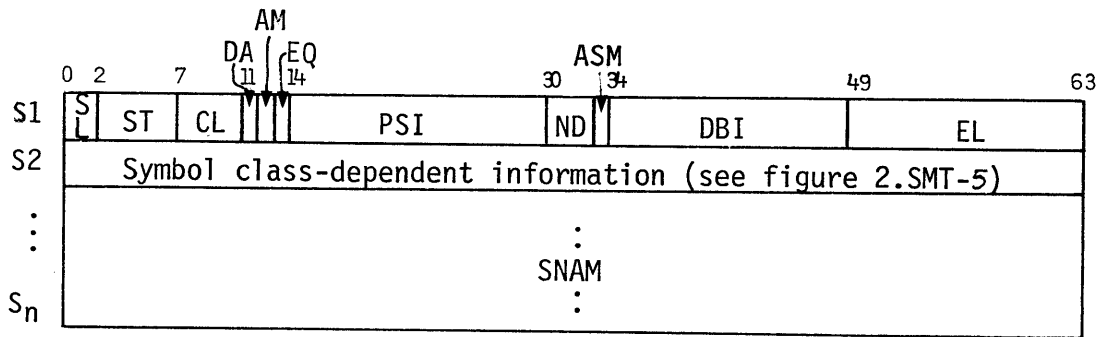 AM
DA EQ ASM
0 2 7 11 14 30 34 49 63
S1 SL ST CL PSI ND DBI EL
S2 Symbol class-dependent information (see figure 2.SMT-5)
SNAM
Sn